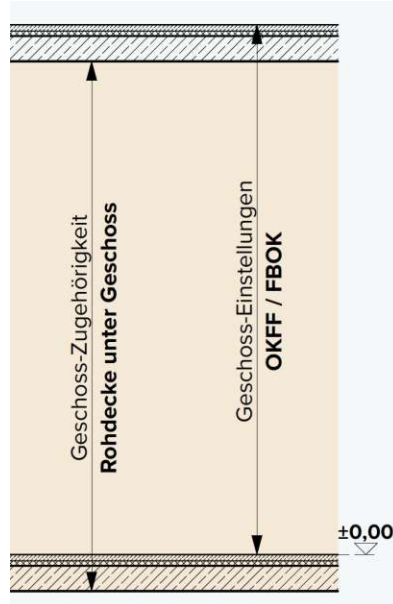 Geschoss-Zugehörigkeit
Rohdecke unter Geschoss
Geschoss-Einstellungen
OKFF / FBOK
±0,00